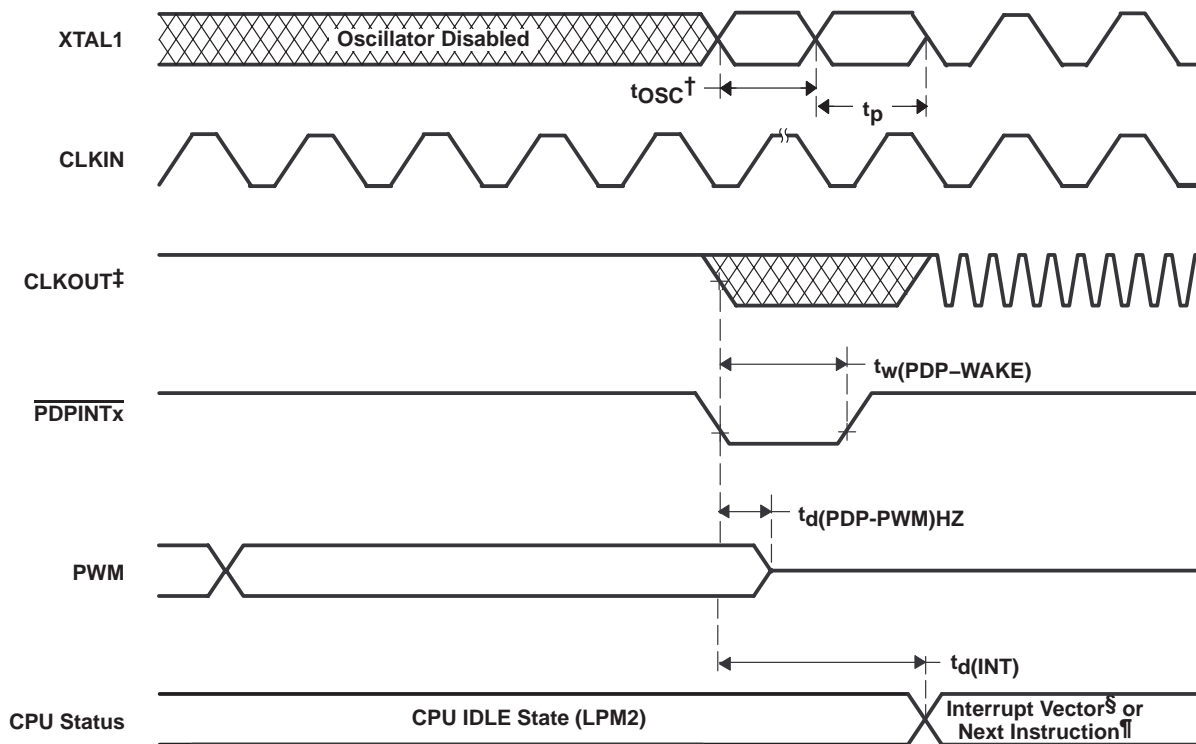 XTAL1
Oscillator Disabled
tOSC†
tp
CLKIN
CLKOUT‡
tw(PDP–WAKE)
PDPINTx
td(PDP-PWM)HZ
PWM
td(INT)
CPU Status
CPU IDLE State (LPM2)
Interrupt Vector§ or
Next Instruction¶